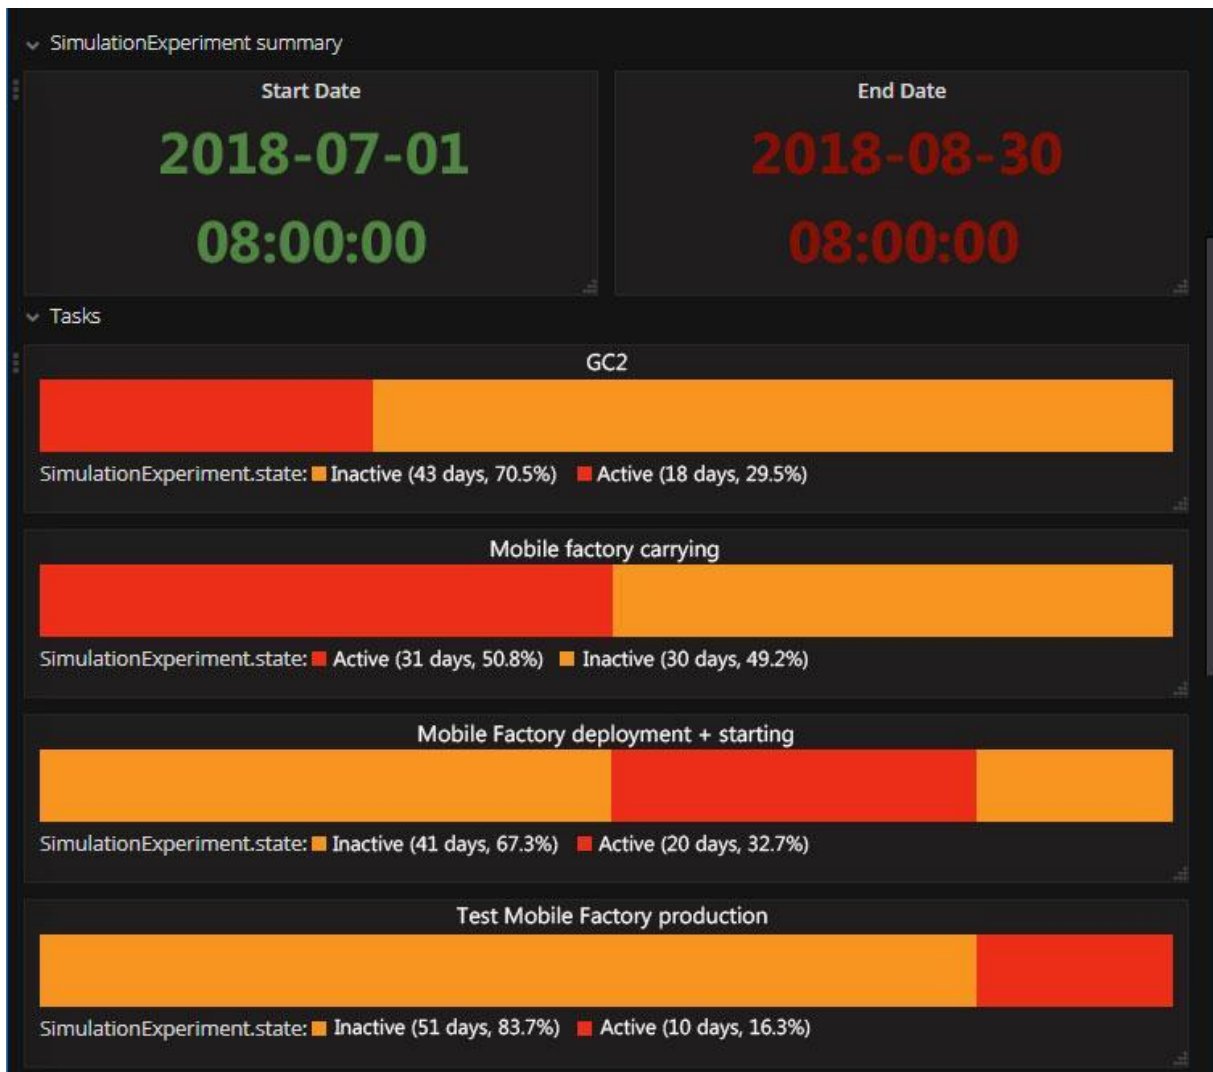 SimulationExperiment summary
Start Date
2018-07-01
08:00:00
End Date
2018-08-30
08:00:00
Tasks
GC2
SimulationExperiment.state: Inactive (43 days, 70.5%) Active (18 days, 29.5%)
Mobile factory carrying
SimulationExperiment.state: Active (31 days, 50.8%) Inactive (30 days, 49.2%)
Mobile Factory deployment + starting
SimulationExperiment.state: Inactive (41 days, 67.3%) Active (20 days, 32.7%)
Test Mobile Factory production
SimulationExperiment.state: Inactive (51 days, 83.7%) Active (10 days, 16.3%)